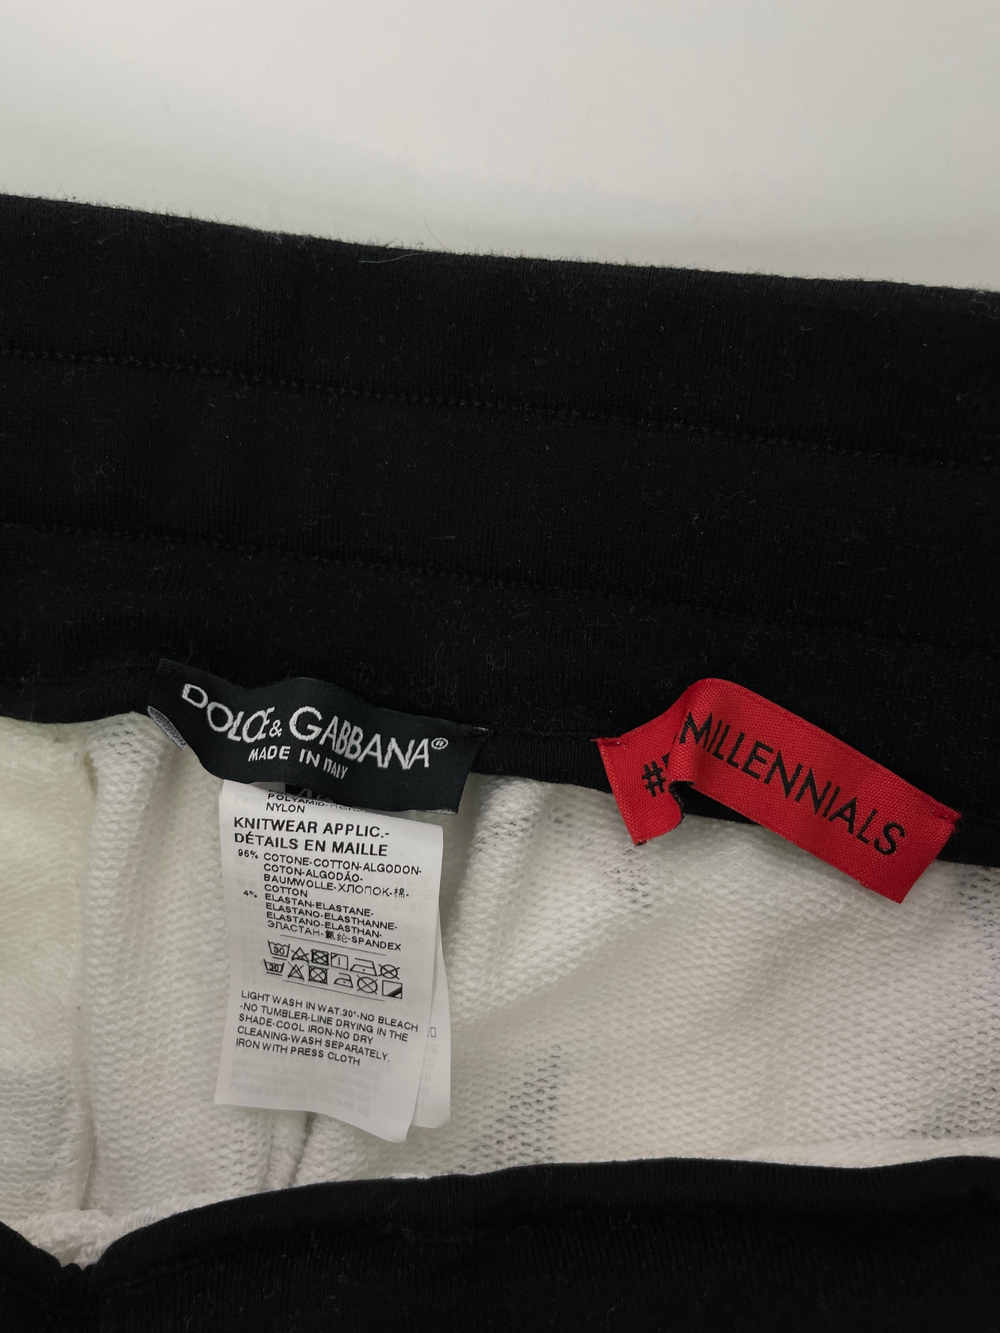 DOLCE & GABBANA®
MADE IN ITALY
NYLON
KNITWEAR APPLIC.-
DÉTAILS EN MAILLE
96% COTONE-COTTON-ALGODON-
COTON-ALGODÃO-
BAUMWOLLE-ХЛОПОК-棉-
COTTON
4% ELASTAN-ELASTANE-
ELASTANO-ELASTHANNE-
ELASTANO-ELASTHAN-
ЭЛАСТАН-氨纶-SPANDEX
30
30
LIGHT WASH IN WAT.30°-NO BLEACH
-NO TUMBLER-LINE DRYING IN THE
SHADE-COOL IRON-NO DRY
CLEANING-WASH SEPARATELY.
IRON WITH PRESS CLOTH
# MILLENNIALS